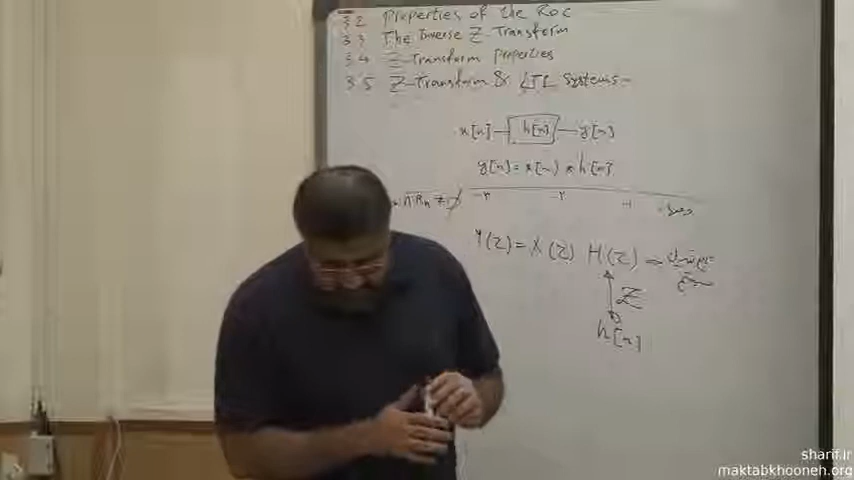 3.2 Properties of the ROC
3.3 The Inverse Z-Transform
3.4 Z-Transform Properties
3.5 Z-Transform & LTI Systems
x[n] h[n] y[n]
y[n] = x[n] * h[n]
Y(Z) = X(Z) H(Z) →
Z
h[n]
sharif.ir
maktabkhooneh.org